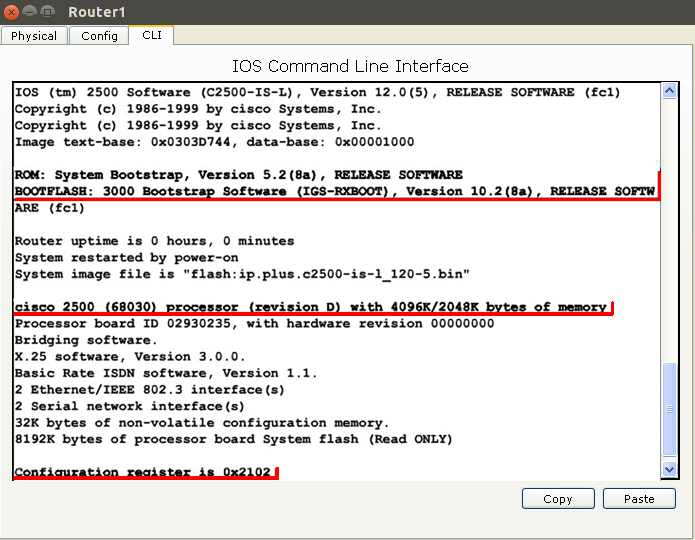 Router1
Physical Config CLI
IOS Command Line Interface
IOS (tm) 2500 Software (C2500-IS-L), Version 12.0(5), RELEASE SOFTWARE (fc1)
Copyright (c) 1986-1999 by cisco Systems, Inc.
Copyright (c) 1986-1999 by cisco Systems, Inc.
Image text-base: 0x0303D744, data-base: 0x00001000
ROM: System Bootstrap, Version 5.2(8a), RELEASE SOFTWARE
BOOTFLASH: 3000 Bootstrap Software (IGS-RXBOOT), Version 10.2(8a), RELEASE SOFTW
ARE (fc1)
Router uptime is 0 hours, 0 minutes
System restarted by power-on
System image file is "flash:ip.plus.c2500-is-l_120-5.bin"
cisco 2500 (68030) processor (revision D) with 4096K/2048K bytes of memory
Processor board ID 02930235, with hardware revision 00000000
Bridging software.
X.25 software, Version 3.0.0.
Basic Rate ISDN software, Version 1.1.
2 Ethernet/IEEE 802.3 interface(s)
2 Serial network interface(s)
32K bytes of non-volatile configuration memory.
8192K bytes of processor board System flash (Read ONLY)
Configuration register is 0x2102
Copy Paste